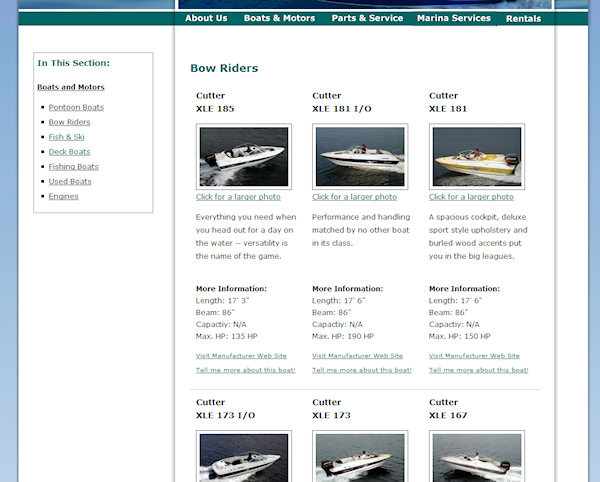 About Us
Boats & Motors
Parts & Service
Marina Services
Rentals
In This Section:
Boats and Motors
Pontoon Boats
Bow Riders
Fish & Ski
Deck Boats
Fishing Boats
Used Boats
Engines
Bow Riders
Cutter
XLE 185
Click for a larger photo
Everything you need when
you head out for a day on
the water -- versatility is
the name of the game.
More Information:
Length: 17' 3"
Beam: 86"
Capactiy: N/A
Max. HP: 135 HP
Visit Manufacturer Web Site
Tell me more about this boat!
Cutter
XLE 181 I/O
Click for a larger photo
Performance and handling
matched by no other boat
in its class.
More Information:
Length: 17' 6"
Beam: 86"
Capactiy: N/A
Max. HP: 190 HP
Visit Manufacturer Web Site
Tell me more about this boat!
Cutter
XLE 181
Click for a larger photo
A spacious cockpit, deluxe
sport style upholstery and
burled wood accents put
you in the big leagues.
More Information:
Length: 17' 6"
Beam: 86"
Capactiy: N/A
Max. HP: 150 HP
Visit Manufacturer Web Site
Tell me more about this boat!
Cutter
XLE 173 I/O
Cutter
XLE 173
Cutter
XLE 167